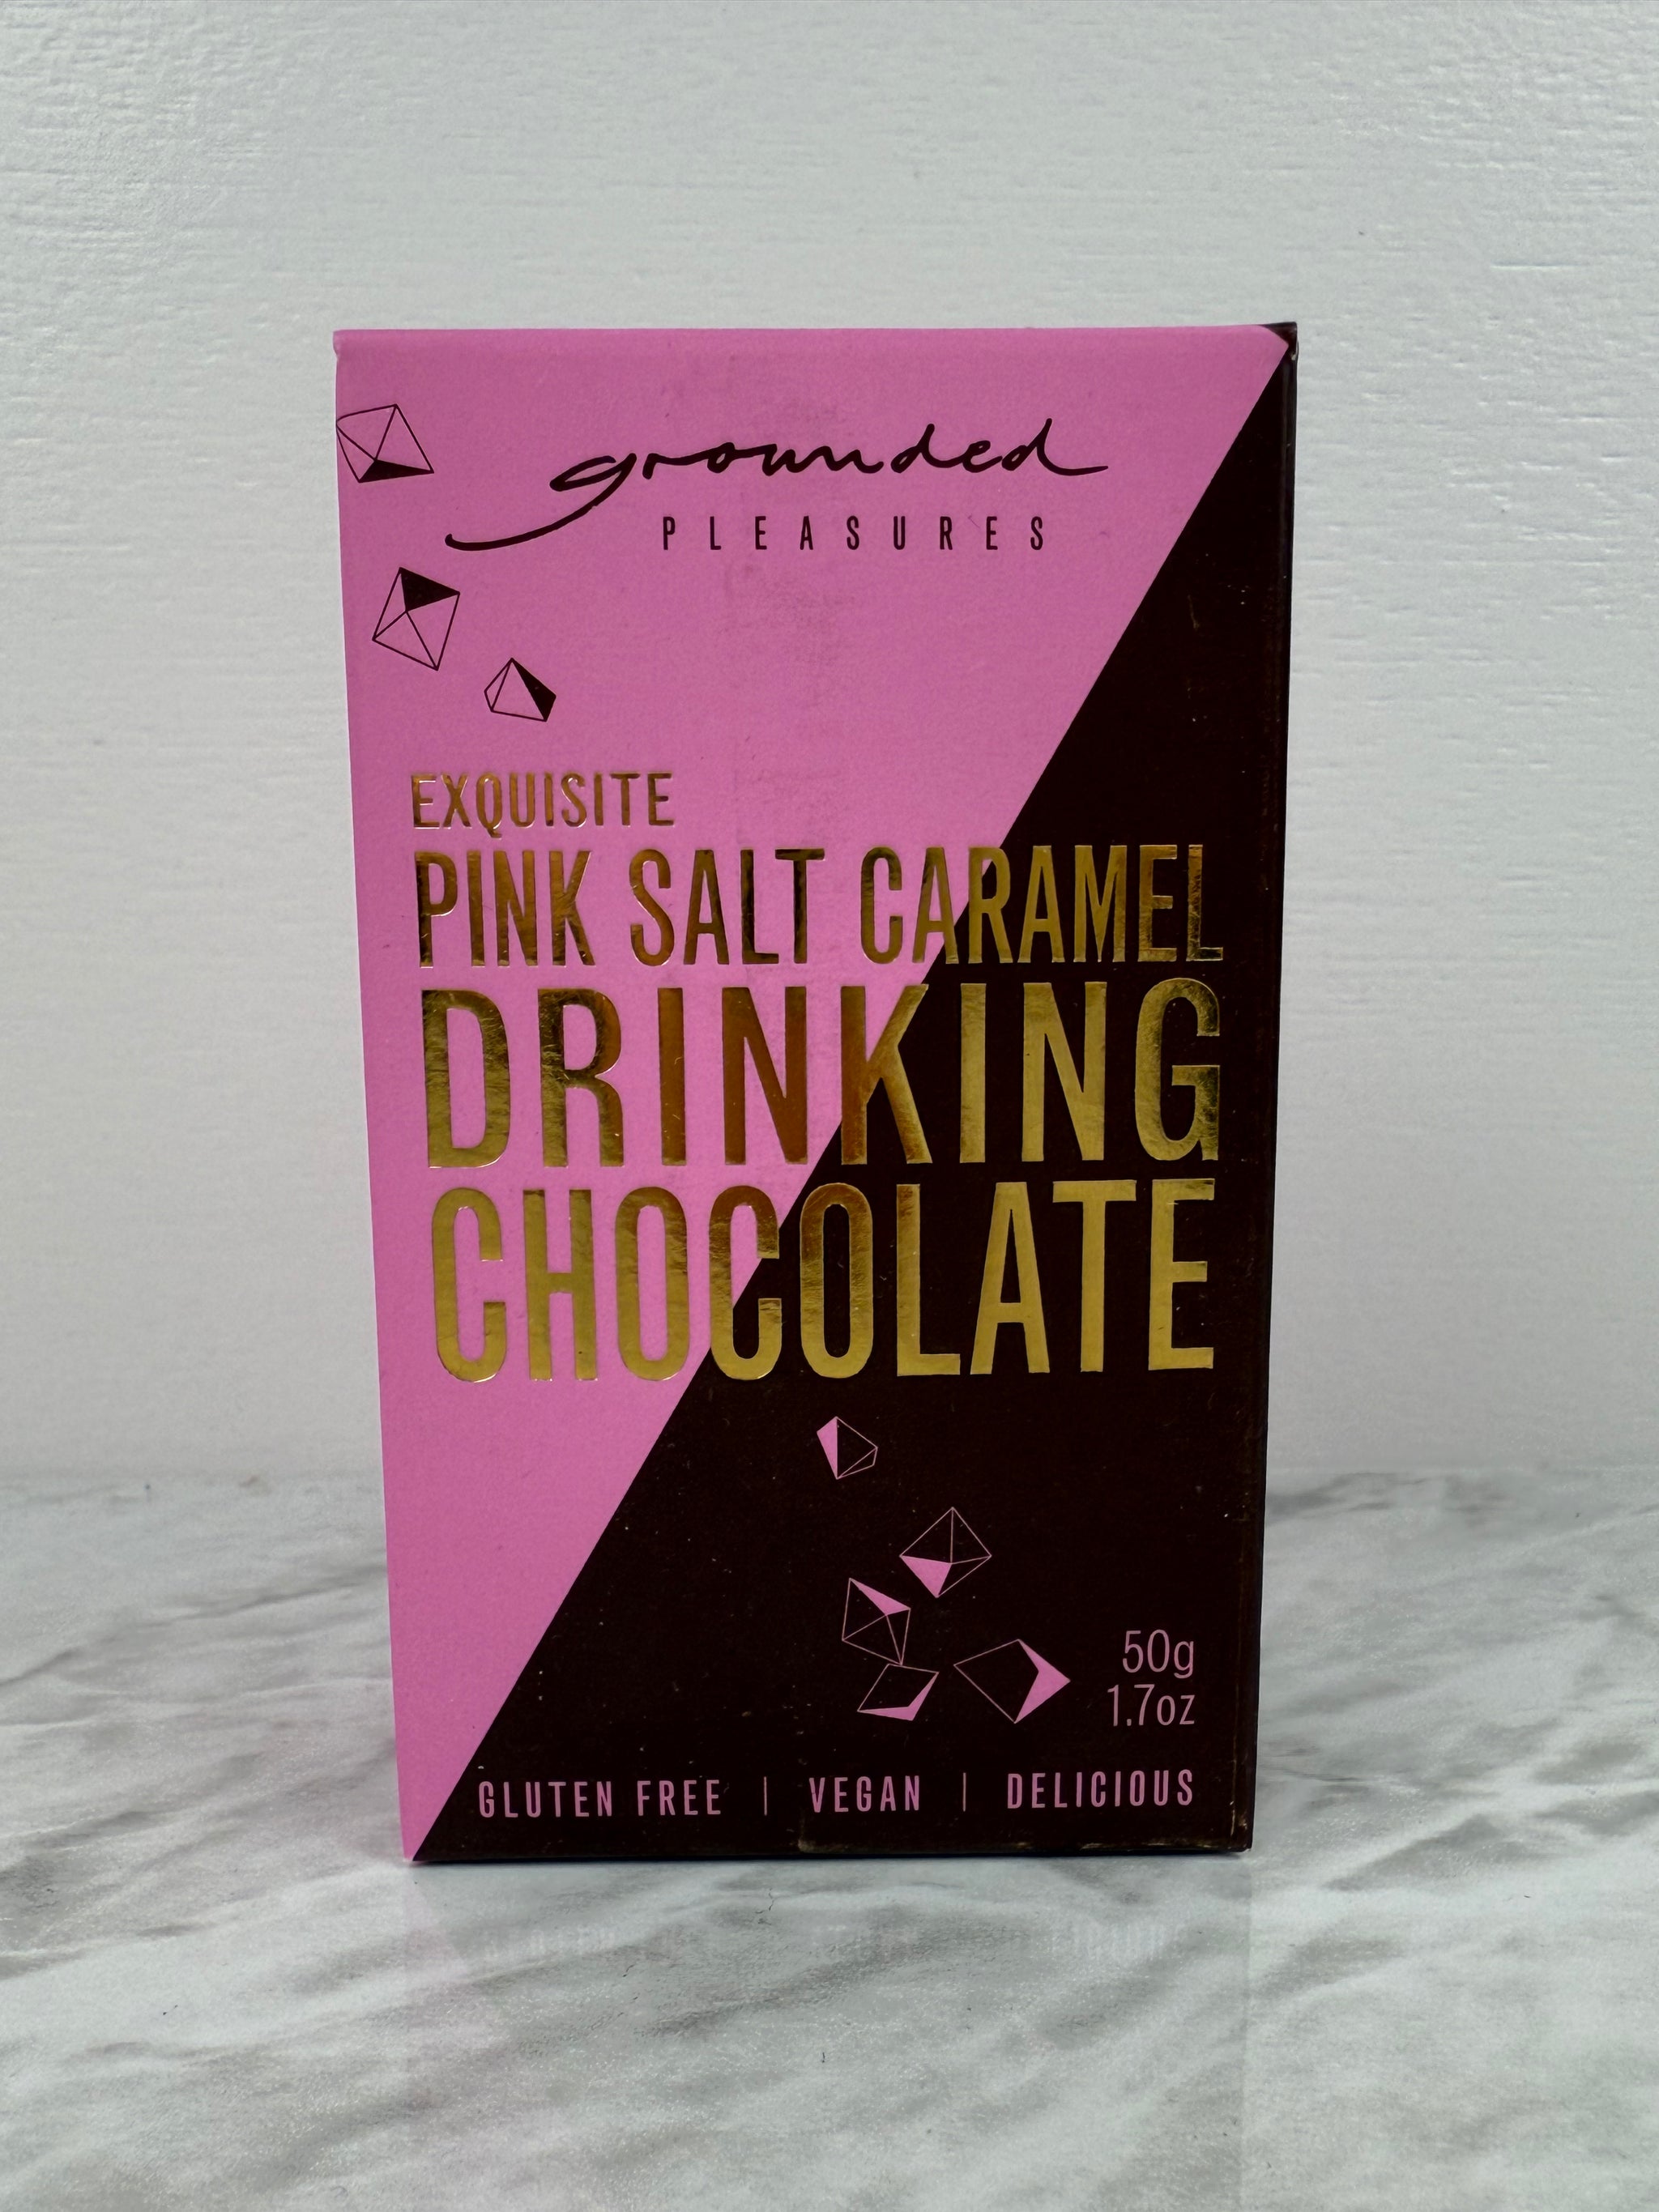 grounded
PLEASURES
EXQUISITE
PINK SALT CARAMEL
DRINKING
CHOCOLATE
50g
1.7oz
GLUTEN FREE | VEGAN | DELICIOUS